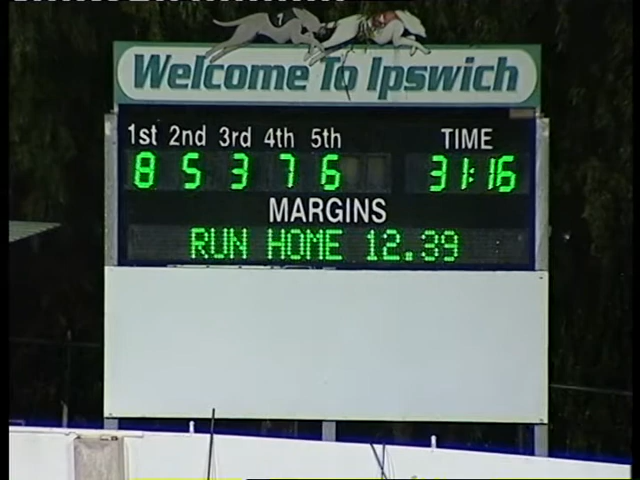 Welcome To Ipswich
1st 2nd 3rd 4th 5th TIME
8 5 3 7 6 31:16
MARGINS
RUN HOME 12.39